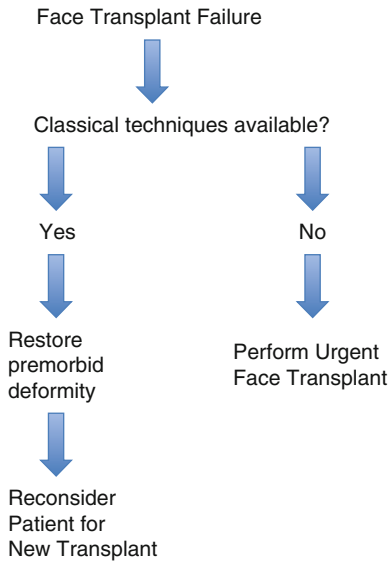 Face Transplant Failure
Classical techniques available?
Yes
No
Restore
premorbid
deformity
Perform Urgent
Face Transplant
Reconsider
Patient for
New Transplant